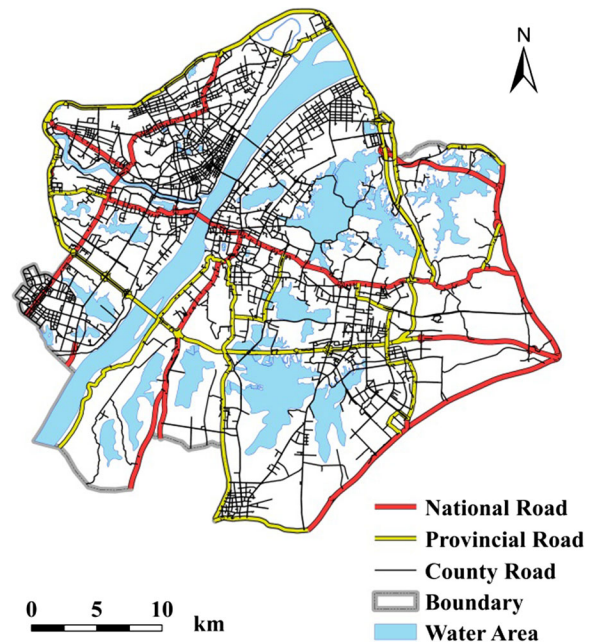 N
National Road
Provincial Road
County Road
Boundary
Water Area
0 5 10 km